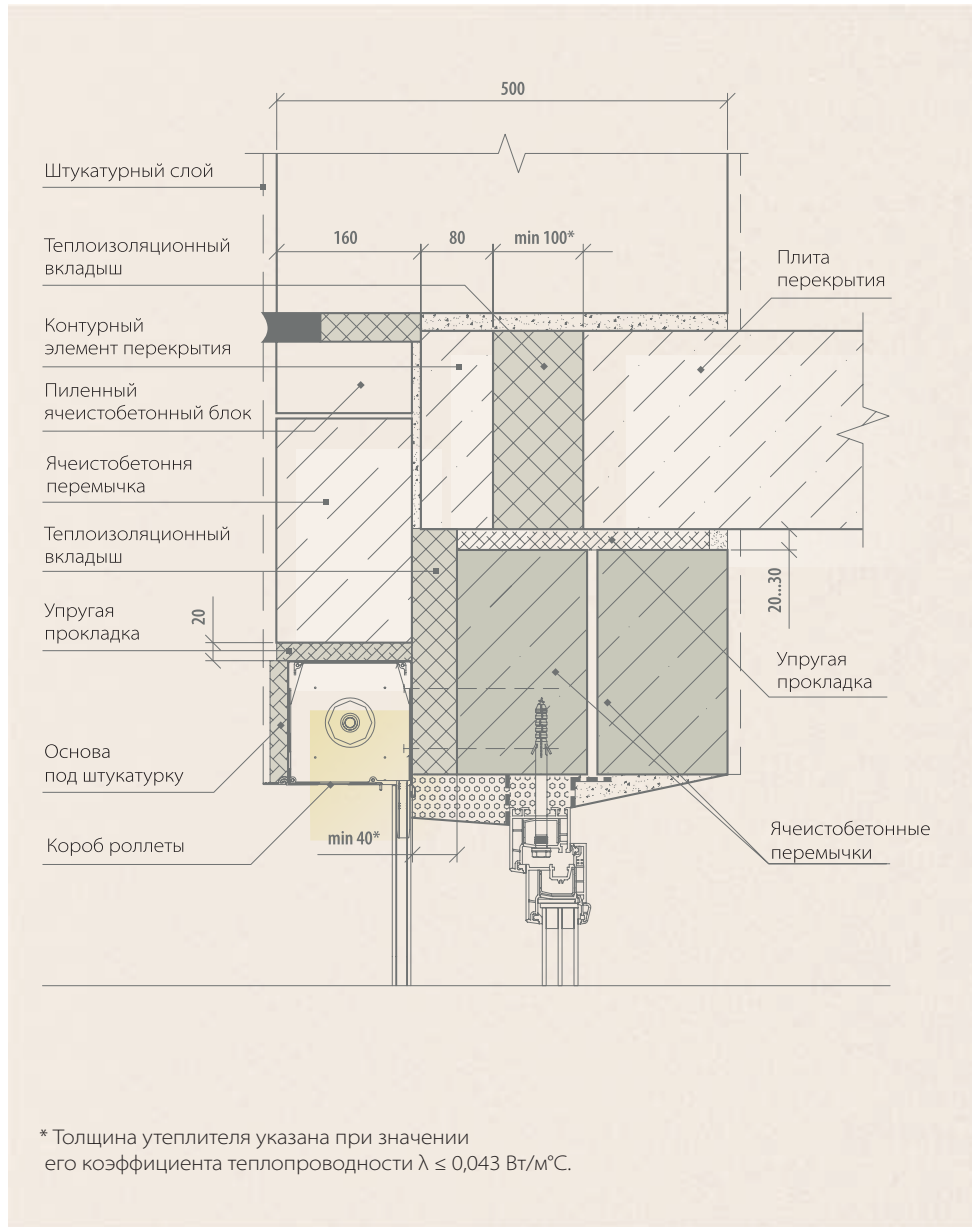 500
Штукатурный слой
160
80
min 100*
Теплоизоляционный
вкладыш
Плита
перекрытия
Контурный
элемент перекрытия
Пиленный
ячеистобетонный блок
Ячеистобетоння
перемычка
Теплоизоляционный
вкладыш
20...30
Упругая
прокладка
20
Упругая
прокладка
Основа
под штукатурку
Короб роллеты
min 40*
Ячеистобетонные
перемычки
* Толщина утеплителя указана при значении
его коэффициента теплопроводности λ ≤ 0,043 Вт/м°С.